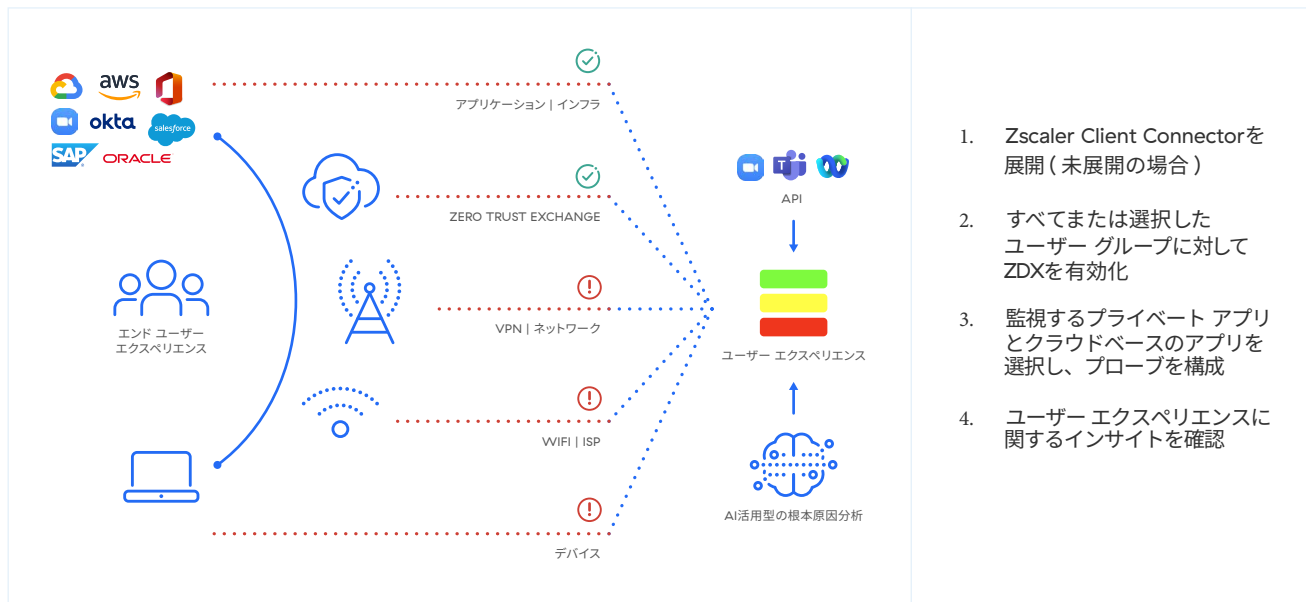 aws
okta
salesforce
SAP
ORACLE
エンド ユーザー
エクスペリエンス
アプリケーション | インフラ
ZERO TRUST EXCHANGE
VPN | ネットワーク
WIFI | ISP
デバイス
T
API
ユーザー エクスペリエンス
AI活用型の根本原因分析
1. Zscaler Client Connectorを
展開 ( 未展開の場合 )
2. すべてまたは選択した
ユーザー グループに対して
ZDXを有効化
3. 監視するプライベート アプリ
とクラウドベースのアプリを
選択し、プローブを構成
4. ユーザー エクスペリエンスに
関するインサイトを確認